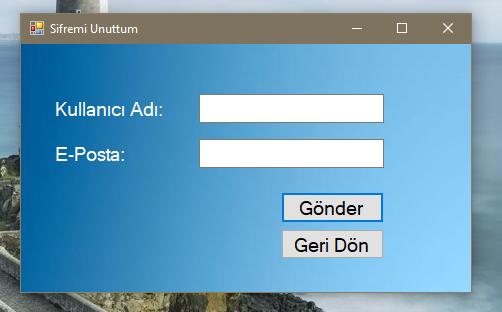 Sifremi Unuttum
Kullanıcı Adı:
E-Posta:
Gönder
Geri Dön